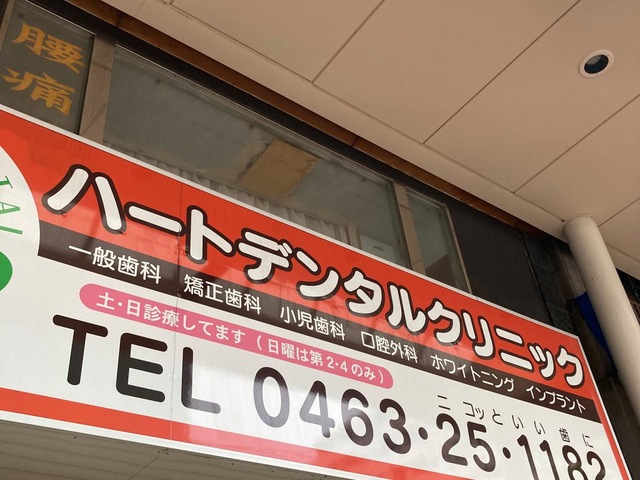 腰痛
ハートデンタルクリニック
一般歯科 矯正歯科 小児歯科 口腔外科 ホワイトニング インプラント
土・日診療してます(日曜は第2・4のみ)
ニコッといい歯に
TEL 0463・25・1182